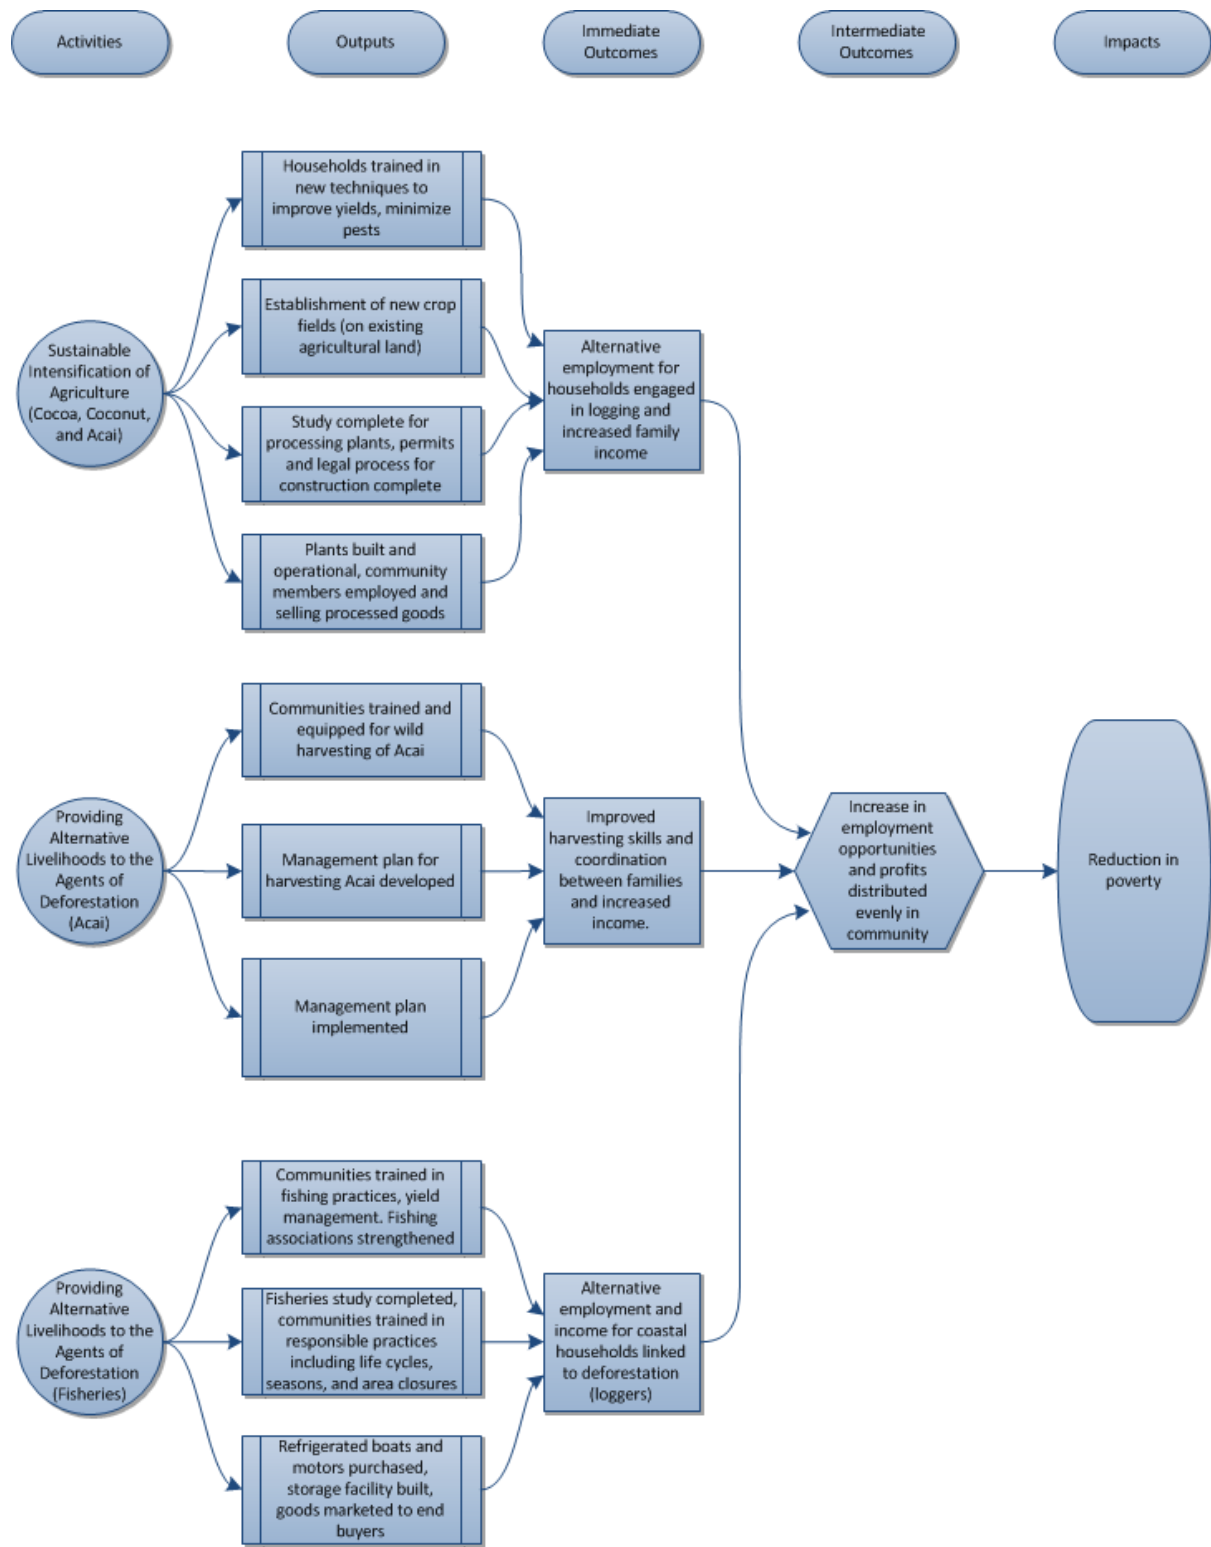 Activities
Outputs
Immediate
Outcomes
Intermediate
Outcomes
Impacts
Households trained in
new techniques to
improve yields, minimize
pests
Establishment of new crop
fields (on existing
agricultural land)
Sustainable
Intensification of
Agriculture
(Cocoa, Coconut,
and Acai)
Study complete for
processing plants, permits
and legal process for
construction complete
Plants built and
operational, community
members employed and
selling processed goods
Alternative
employment for
households engaged
in logging and
increased family
income
Communities trained and
equipped for wild
harvesting of Acai
Providing
Alternative
Livelihoods to the
Agents of
Deforestation
(Acai)
Management plan for
harvesting Acai developed
Management plan
implemented
Improved
harvesting skills and
coordination
between families
and increased
income.
Increase in
employment
opportunities
and profits
distributed
evenly in
community
Reduction in
poverty
Communities trained in
fishing practices, yield
management. Fishing
associations strengthened
Providing
Alternative
Livelihoods to the
Agents of
Deforestation
(Fisheries)
Fisheries study completed,
communities trained in
responsible practices
including life cycles,
seasons, and area closures
Refrigerated boats and
motors purchased,
storage facility built,
goods marketed to end
buyers
Alternative
employment and
income for coastal
households linked
to deforestation
(loggers)